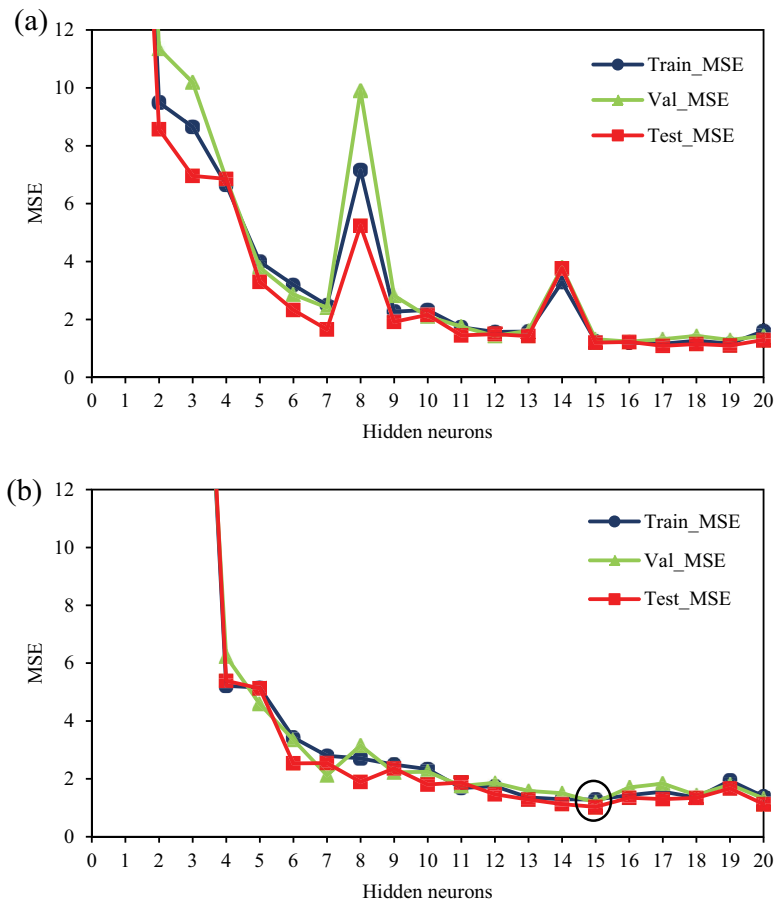 (a)
12
10
8
6
4
2
0
MSE
Train_MSE
Val_MSE
Test_MSE
0 1 2 3 4 5 6 7 8 9 10 11 12 13 14 15 16 17 18 19 20
Hidden neurons
(b)
12
10
8
6
4
2
0
MSE
Train_MSE
Val_MSE
Test_MSE
0 1 2 3 4 5 6 7 8 9 10 11 12 13 14 15 16 17 18 19 20
Hidden neurons